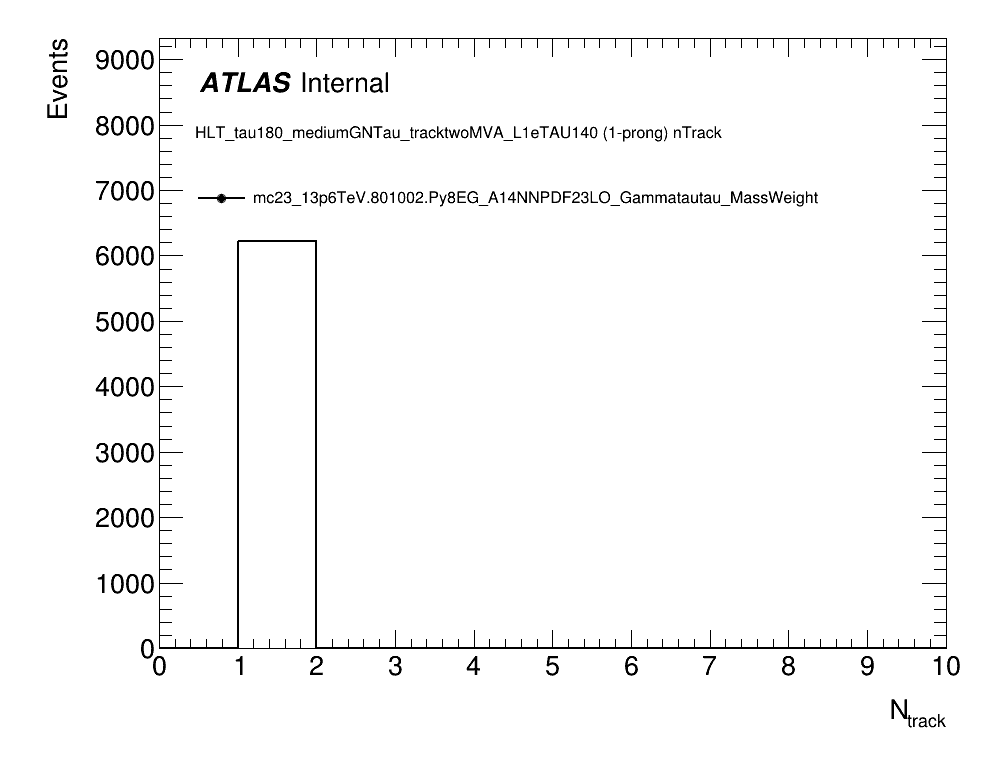 Events
9000
8000
7000
6000
5000
4000
3000
2000
1000
0
ATLAS Internal
HLT_tau180_mediumGNTau_tracktwoMVA_L1eTAU140 (1-prong) nTrack
mc23_13p6TeV.801002.Py8EG_A14NNPDF23LO_Gammatautau_MassWeight
0 1 2 3 4 5 6 7 8 9 10
N_track